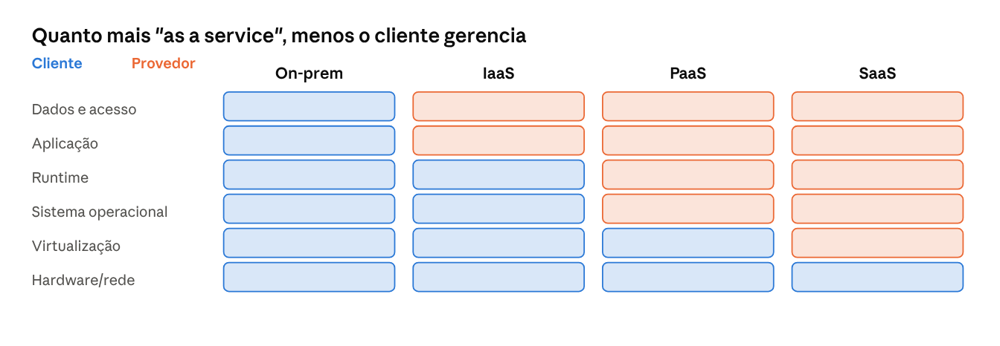 Quanto mais "as a service", menos o cliente gerencia
Cliente Provedor
On-prem IaaS PaaS SaaS
Dados e acesso
Aplicação
Runtime
Sistema operacional
Virtualização
Hardware/rede